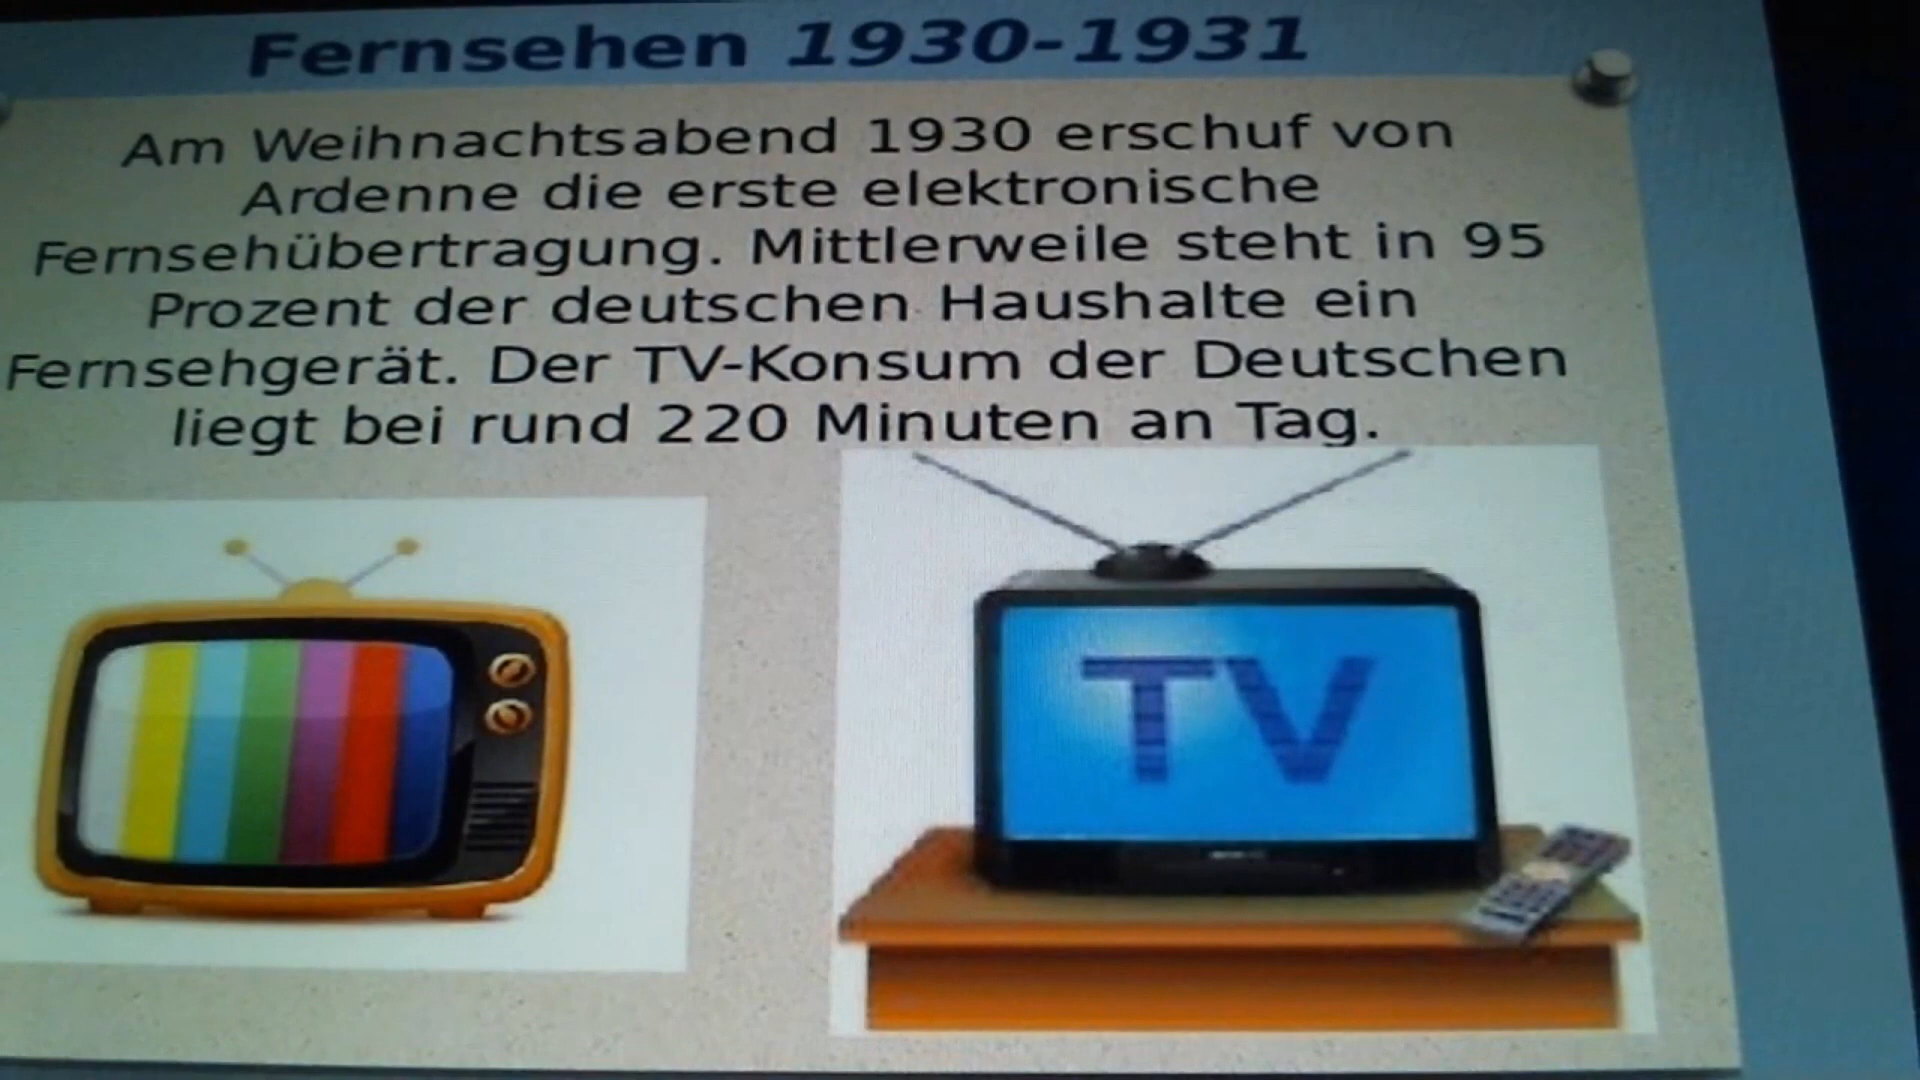 Fernsehen 1930-1931
Am Weihnachtsabend 1930 erschuf von
Ardenne die erste elektronische
Fernsehübertragung. Mittlerweile steht in 95
Prozent der deutschen Haushalte ein
Fernsehgerät. Der TV-Konsum der Deutschen
liegt bei rund 220 Minuten an Tag.
TV